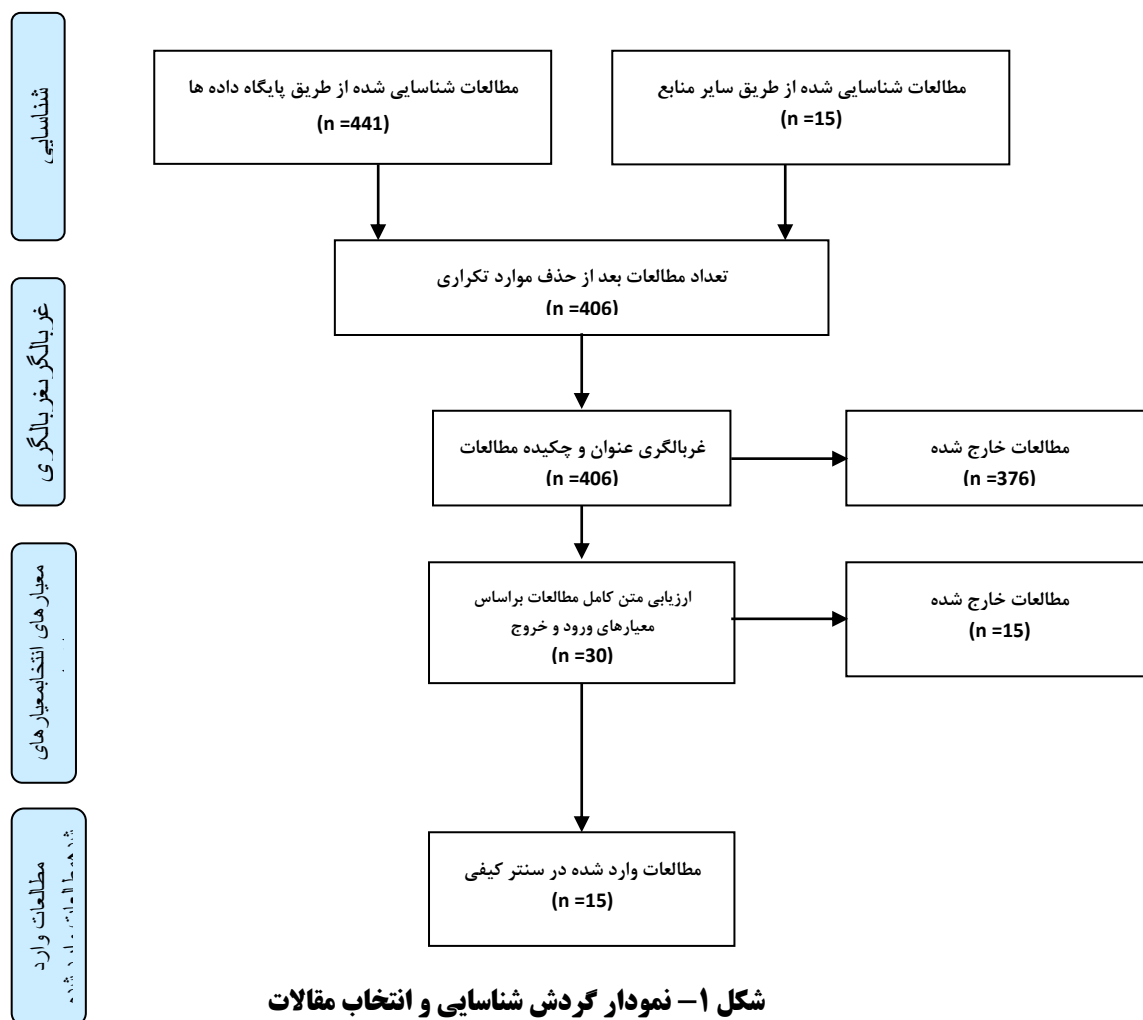 شناسایی
مطالعات شناسایی شده از طریق پایگاه داده ها
(n =441)
مطالعات شناسایی شده از طریق سایر منابع
(n =15)
تعداد مطالعات بعد از حذف موارد تکراری
(n =406)
غربالگریغربالگری
غربالگری عنوان و چکیده مطالعات
(n =406)
مطالعات خارج شده
(n =376)
معیارهای انتخابمعیارهای
ارزیابی متن کامل مطالعات براساس
معیارهای ورود و خروج
(n =30)
مطالعات خارج شده
(n =15)
مطالعات وارد
مطالعات وارد شده در سنتز کیفی
(n =15)
شکل ۱- نمودار گردش شناسایی و انتخاب مقالات